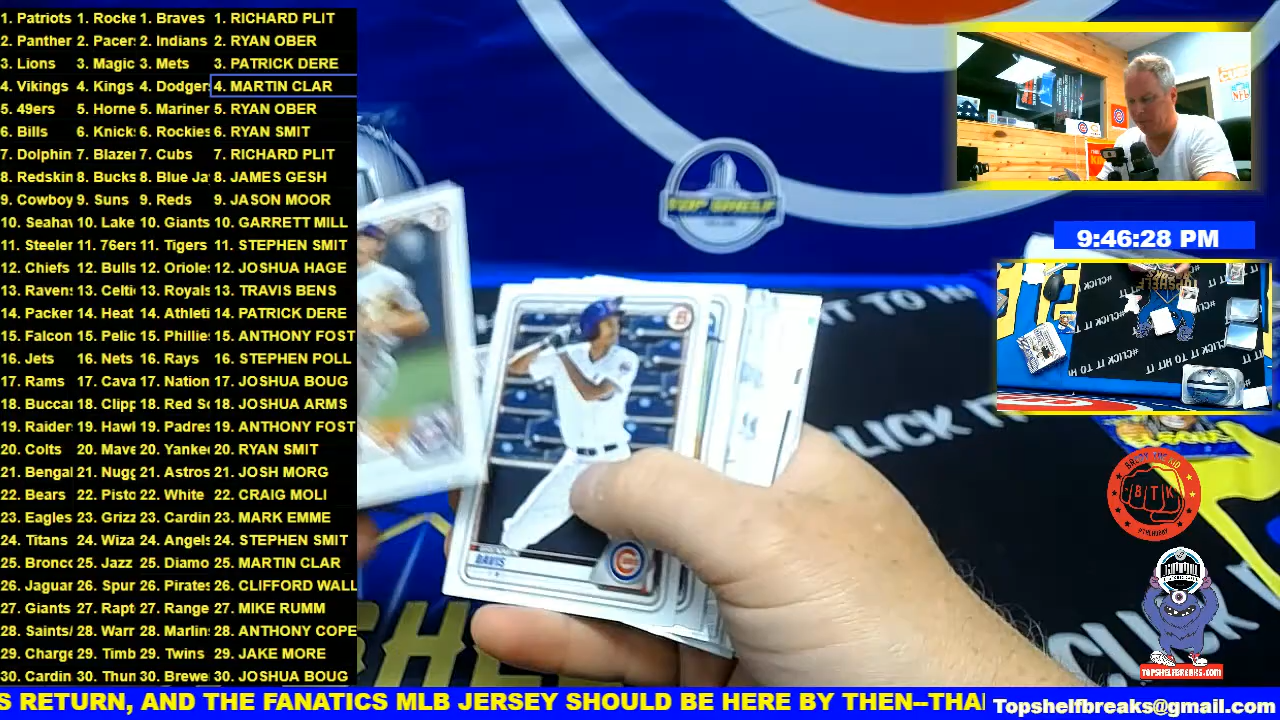 1. Patriots 1. Rocke 1. Braves 1. RICHARD PLIT
2. Panther 2. Pacer 2. Indians 2. RYAN OBER
3. Lions 3. Magic 3. Mets 3. PATRICK DERE
4. Vikings 4. Kings 4. Dodger 4. MARTIN CLAR
5. 49ers 5. Horne 5. Mariner 5. RYAN OBER
6. Bills 6. Knick 6. Rockies 6. RYAN SMIT
7. Dolphin 7. Blazer 7. Cubs 7. RICHARD PLIT
8. Redskin 8. Bucks 8. Blue Ja 8. JAMES GESH
9. Cowboy 9. Suns 9. Reds 9. JASON MOOR
10. Seaha 10. Lake 10. Giants 10. GARRETT MILL
11. Steeler 11. 76ers 11. Tigers 11. STEPHEN SMIT
12. Chiefs 12. Bulls 12. Oriole 12. JOSHUA HAGE
13. Raven 13. Celti 13. Royals 13. TRAVIS BENS
14. Packer 14. Heat 14. Athleti 14. PATRICK DERE
15. Falcon 15. Pelic 15. Phillie 15. ANTHONY FOST
16. Jets 16. Nets 16. Rays 16. STEPHEN POLL
17. Rams 17. Cava 17. Nation 17. JOSHUA BOUG
18. Bucca 18. Clipp 18. Red So 18. JOSHUA ARMS
19. Raider 19. Hawl 19. Padres 19. ANTHONY FOST
20. Colts 20. Mave 20. Yanke 20. RYAN SMIT
21. Bengal 21. Nugg 21. Astros 21. JOSH MORG
22. Bears 22. Pisto 22. White 22. CRAIG MOLI
23. Eagles 23. Griz 23. Cardin 23. MARK EMME
24. Titans 24. Wiza 24. Angels 24. STEPHEN SMIT
25. Bronc 25. Jazz 25. Diamo 25. MARTIN CLAR
26. Jaguar 26. Spur 26. Pirates 26. CLIFFORD WALL
27. Giants 27. Rapt 27. Range 27. MIKE RUMM
28. Saints/ 28. Warr 28. Marlin 28. ANTHONY COPE
29. Charge 29. Timb 29. Twins 29. JAKE MORE
30. Cardin 30. Thun 30. Brewe 30. JOSHUA BOUG
9:46:28 PM
DAVIS
CLICK IT
BTK
TOPSHELFBREAKS.COM
S RETURN, AND THE FANATICS MLB JERSEY SHOULD BE HERE BY THEN--THA
Topshelfbreaks@gmail.com